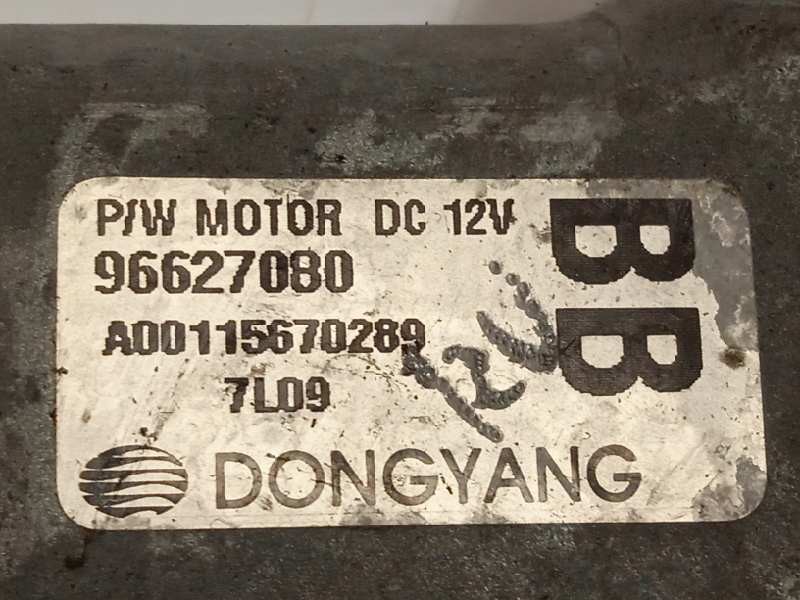 P/W MOTOR DC 12V
96627080
A00115670289
7L09
BB
DONGYANG